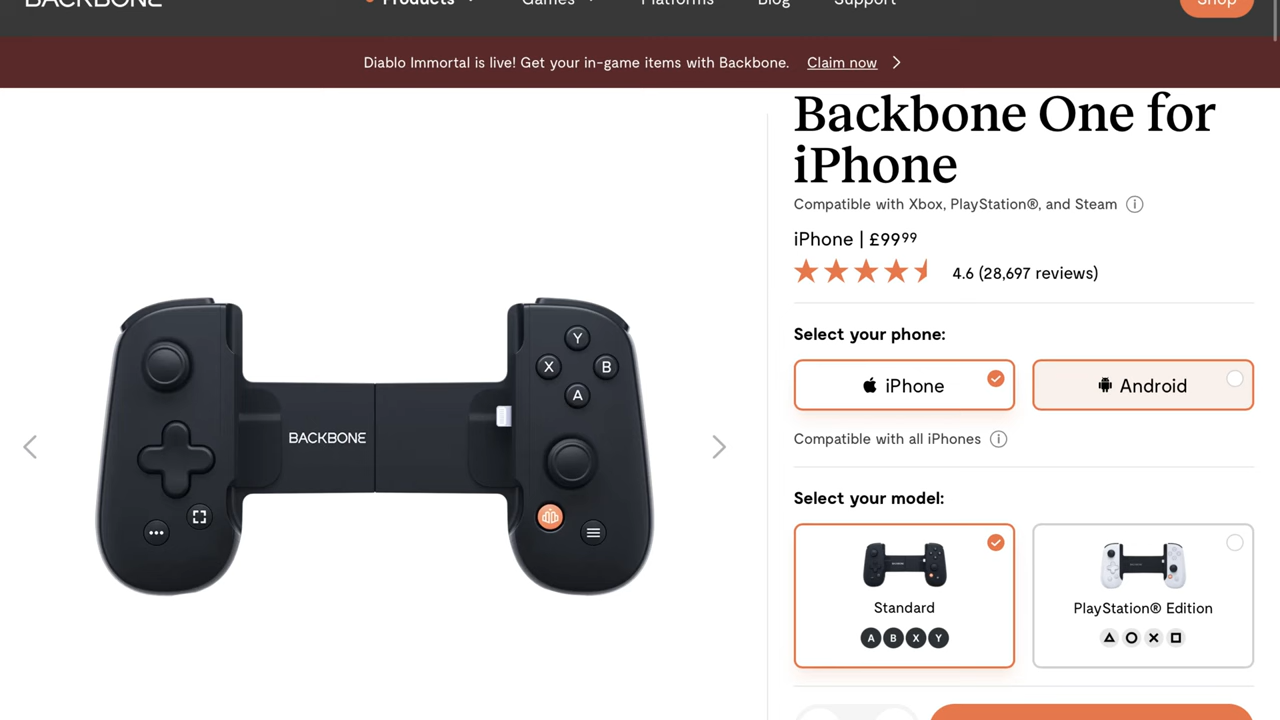 BACKBONE
Products
Games
Platforms
Blog
Support
Shop
Diablo Immortal is live! Get your in-game items with Backbone. Claim now
Backbone One for
iPhone
Compatible with Xbox, PlayStation®, and Steam
iPhone | £99⁹⁹
4.6 (28,697 reviews)
Select your phone:
iPhone
Android
Compatible with all iPhones
Select your model:
Standard
A B X Y
PlayStation® Edition
BACKBONE
Y
X
B
A